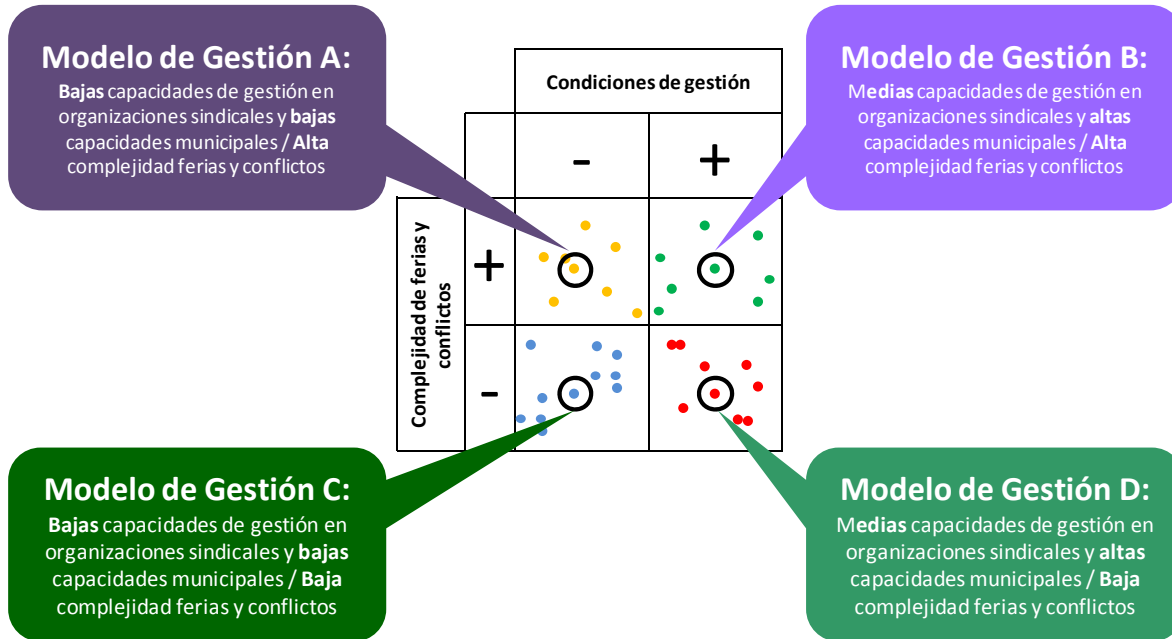 Modelo de Gestión A:
Bajas capacidades de gestión en
organizaciones sindicales y bajas
capacidades municipales / Alta
complejidad ferias y conflictos
Modelo de Gestión B:
Medias capacidades de gestión en
organizaciones sindicales y altas
capacidades municipales / Alta
complejidad ferias y conflictos
Condiciones de gestión
- +
Complejidad de ferias y
conflictos
+
-
Modelo de Gestión C:
Bajas capacidades de gestión en
organizaciones sindicales y bajas
capacidades municipales / Baja
complejidad ferias y conflictos
Modelo de Gestión D:
Medias capacidades de gestión en
organizaciones sindicales y altas
capacidades municipales / Baja
complejidad ferias y conflictos